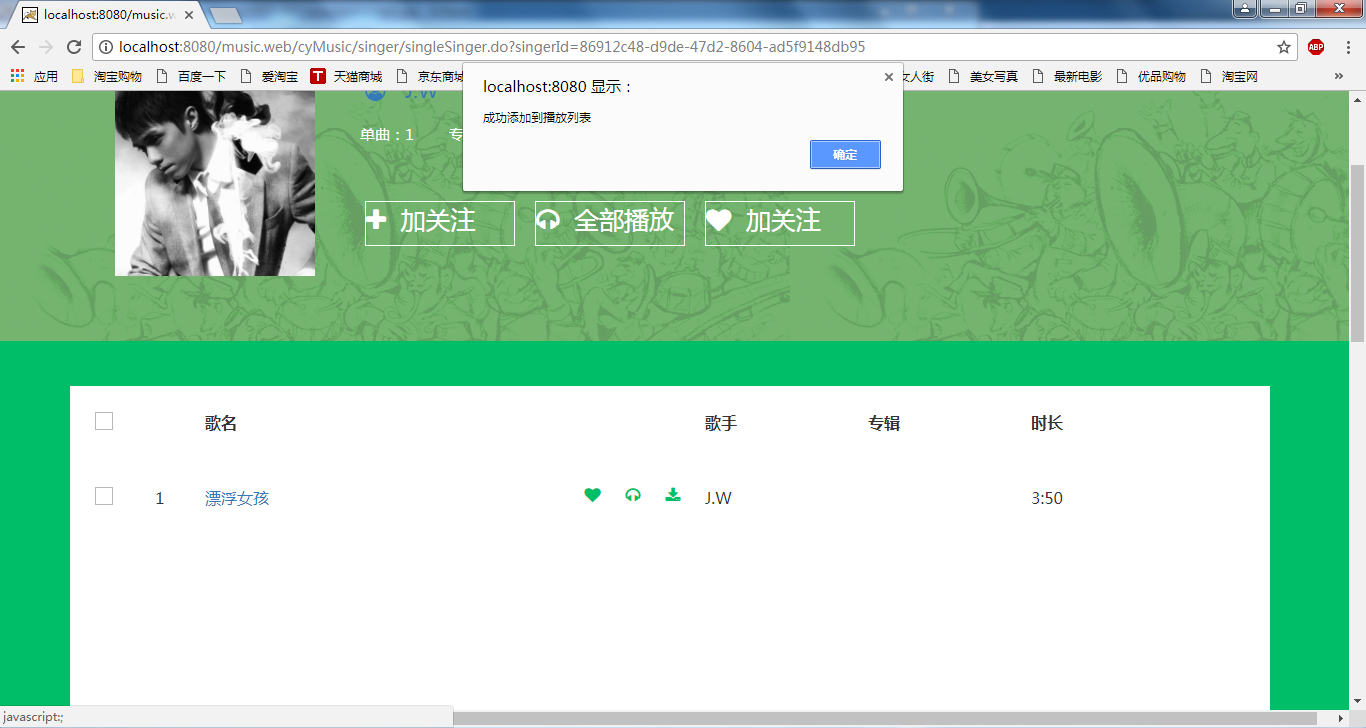 localhost:8080/music.w
localhost:8080/music.web/cyMusic/singer/singleSinger.do?singerId=86912c48-d9de-47d2-8604-ad5f9148db95
ABP
应用 淘宝购物 百度一下 爱淘宝 T 天猫商城 京东商城 女人街 美女写真 最新电影 优品购物 淘宝网 »
localhost:8080 显示：
成功添加到播放列表
确定
J.W
单曲：1 专
加关注 全部播放 加关注
歌名 歌手 专辑 时长
1 漂浮女孩 J.W 3:50
javascript:;